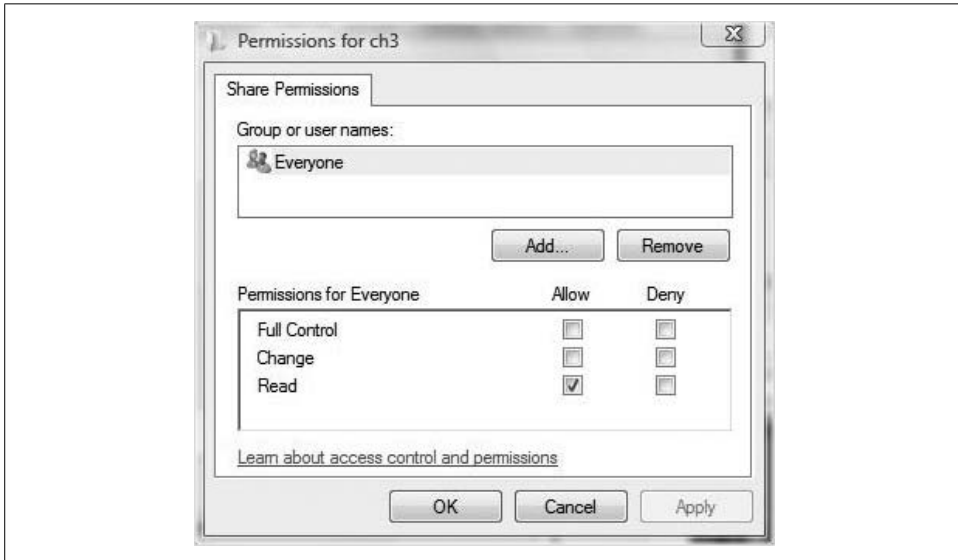 Permissions for ch3
Share Permissions
Group or user names:
Everyone
Add...
Remove
Permissions for Everyone
Allow
Deny
Full Control
Change
Read
Learn about access control and permissions
OK
Cancel
Apply